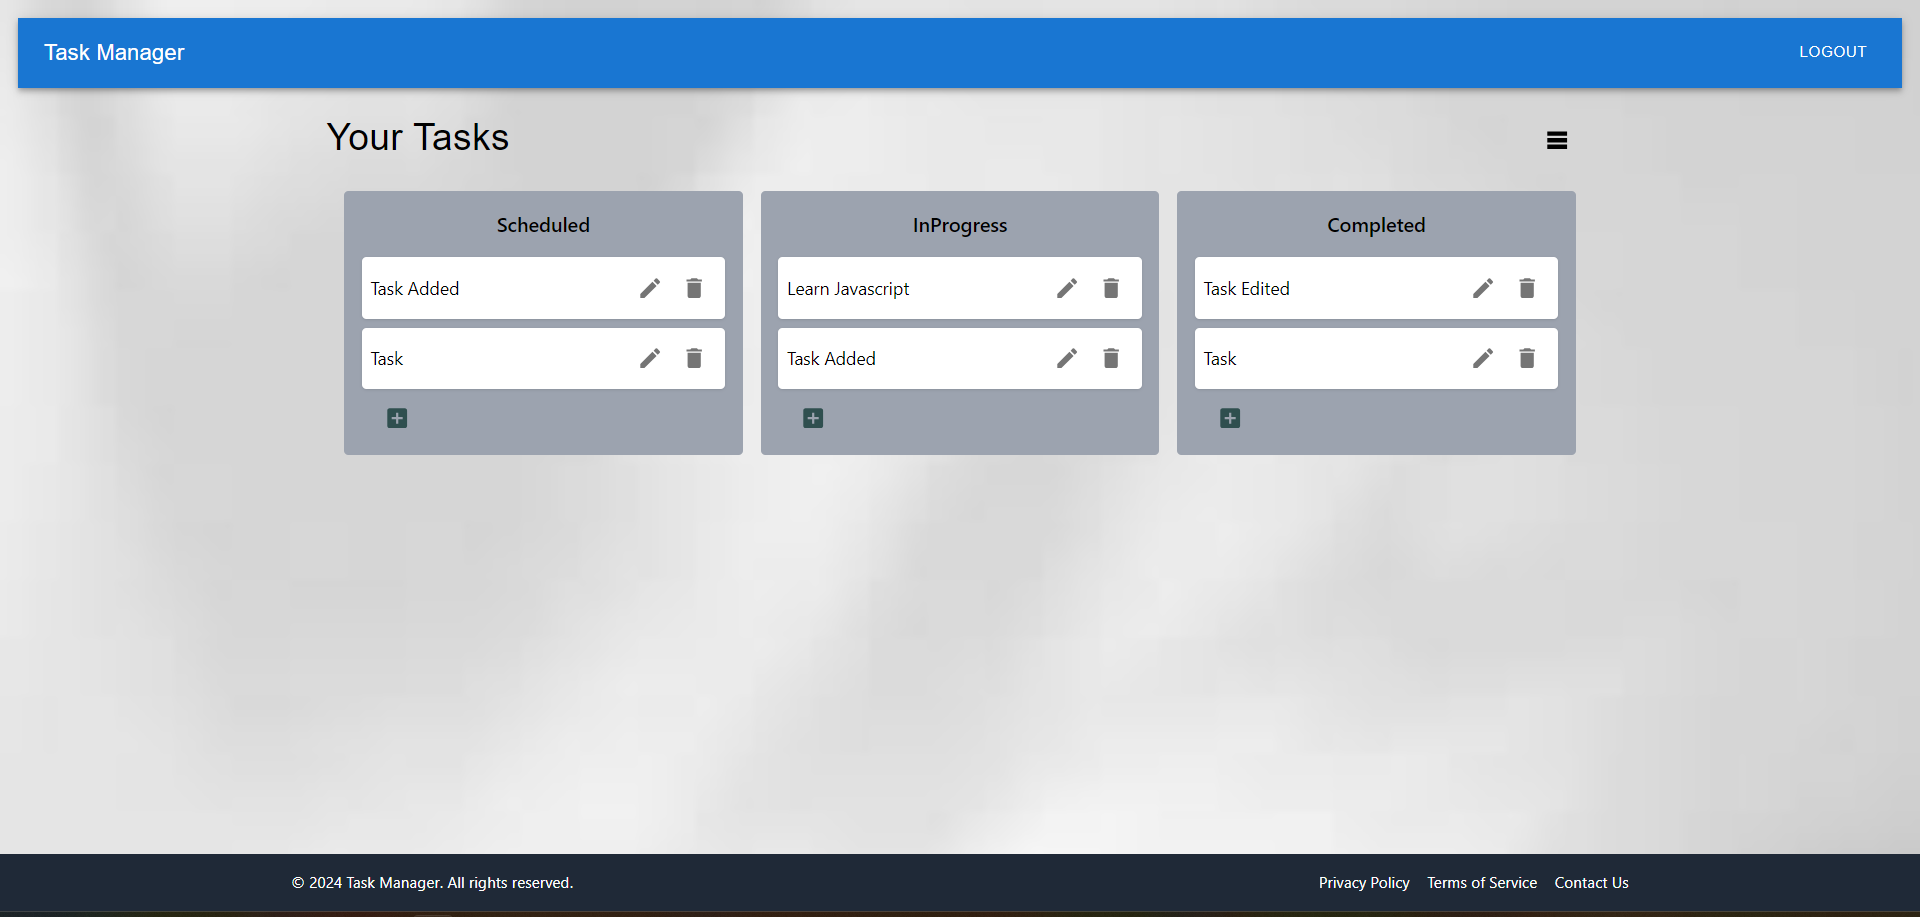 Task Manager
LOGOUT
Your Tasks
Scheduled
Task Added
Task
InProgress
Learn Javascript
Task Added
Completed
Task Edited
Task
© 2024 Task Manager. All rights reserved.
Privacy Policy Terms of Service Contact Us